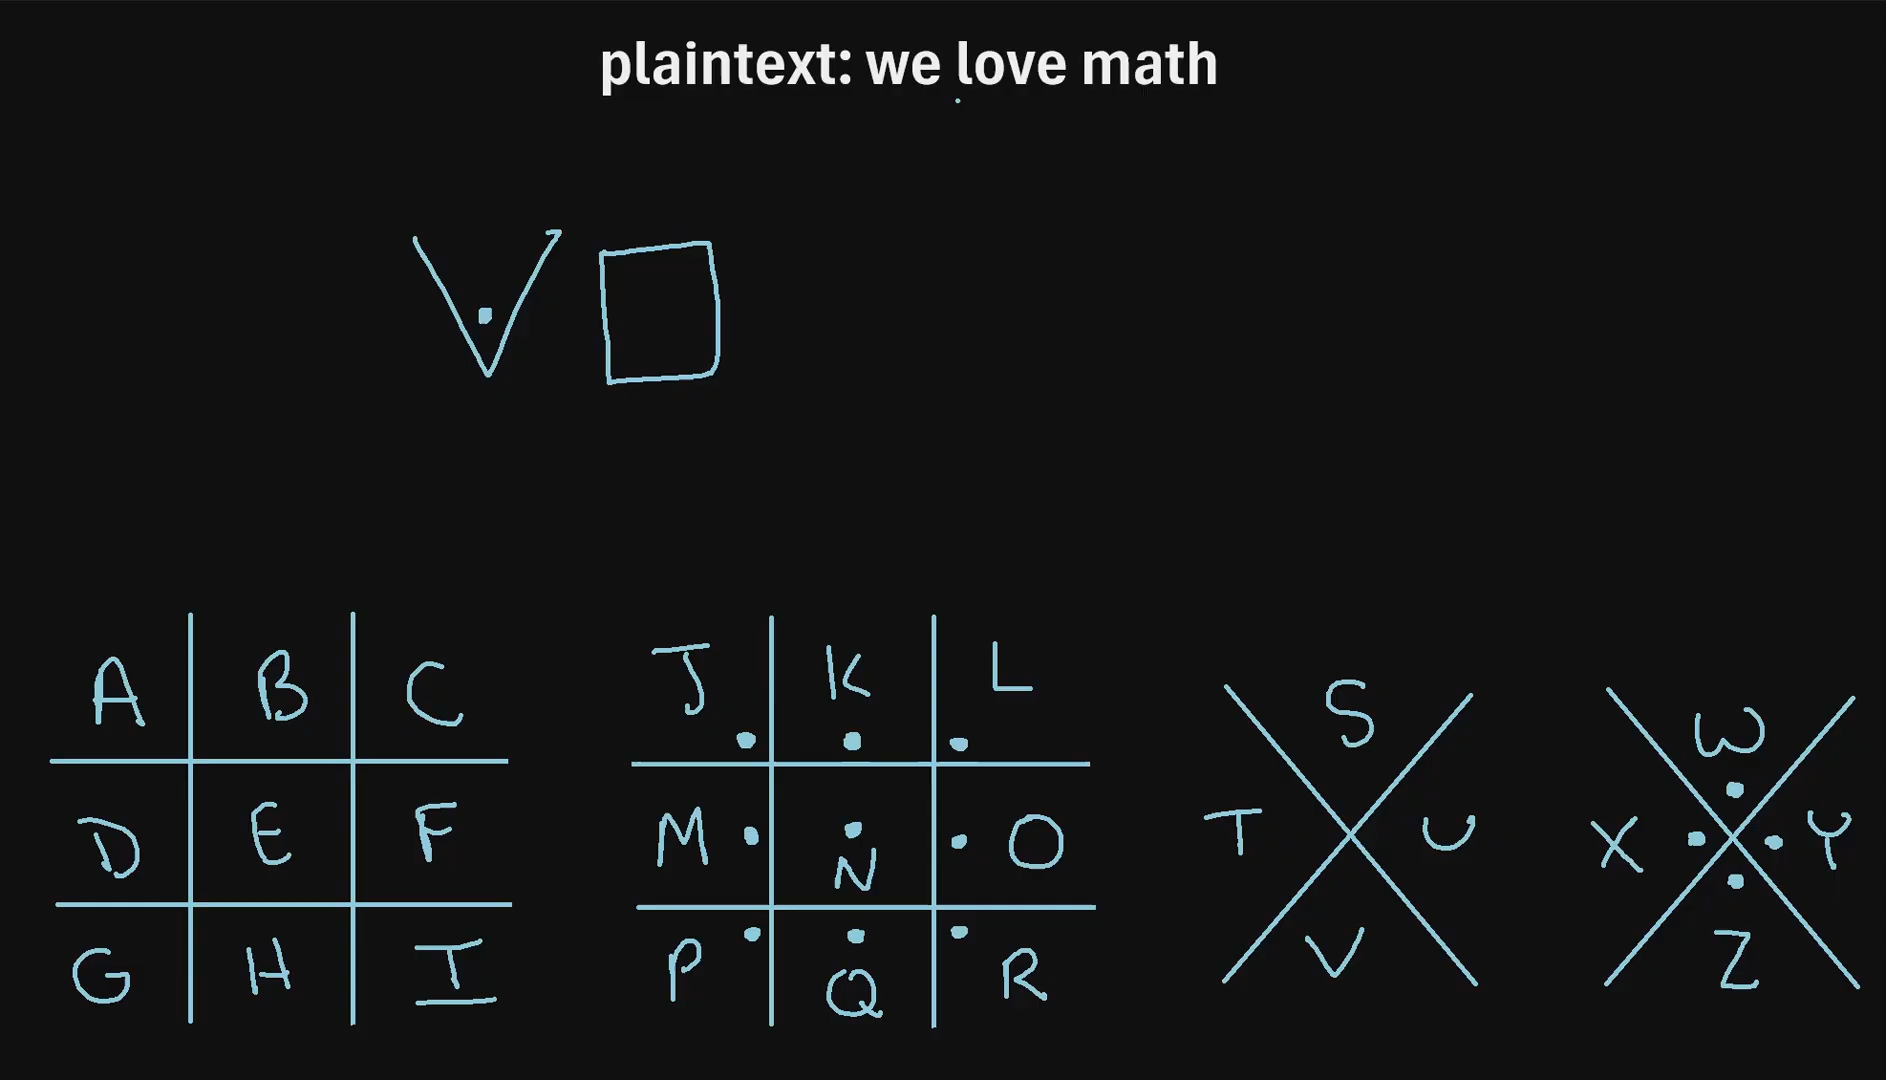 plaintext: we love math
A B C J K L
S W
D E F M N O T U X Y
G H I P Q R V Z